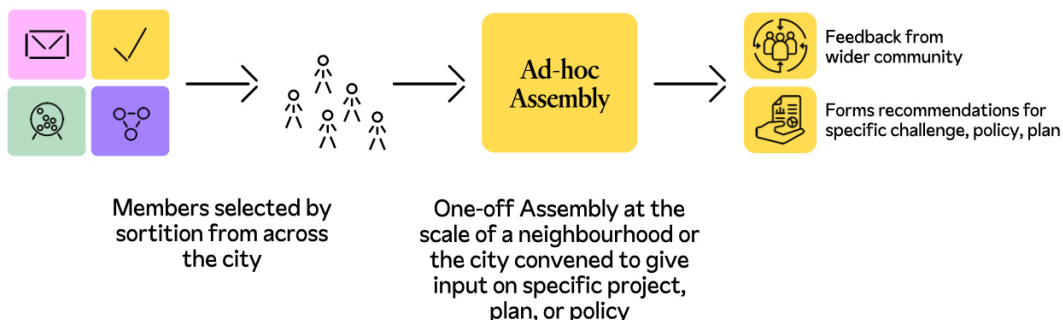 Ad-hoc
Assembly
Feedback from
wider community
Forms recommendations for
specific challenge, policy, plan
Members selected by
sortition from across
the city
One-off Assembly at the
scale of a neighbourhood or
the city convened to give
input on specific project,
plan, or policy